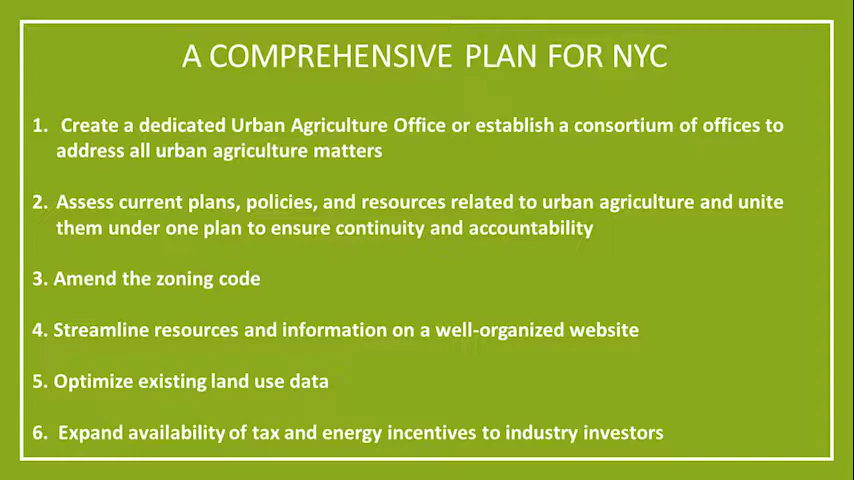 A COMPREHENSIVE PLAN FOR NYC
1. Create a dedicated Urban Agriculture Office or establish a consortium of offices to
address all urban agriculture matters
2. Assess current plans, policies, and resources related to urban agriculture and unite
them under one plan to ensure continuity and accountability
3. Amend the zoning code
4. Streamline resources and information on a well-organized website
5. Optimize existing land use data
6. Expand availability of tax and energy incentives to industry investors